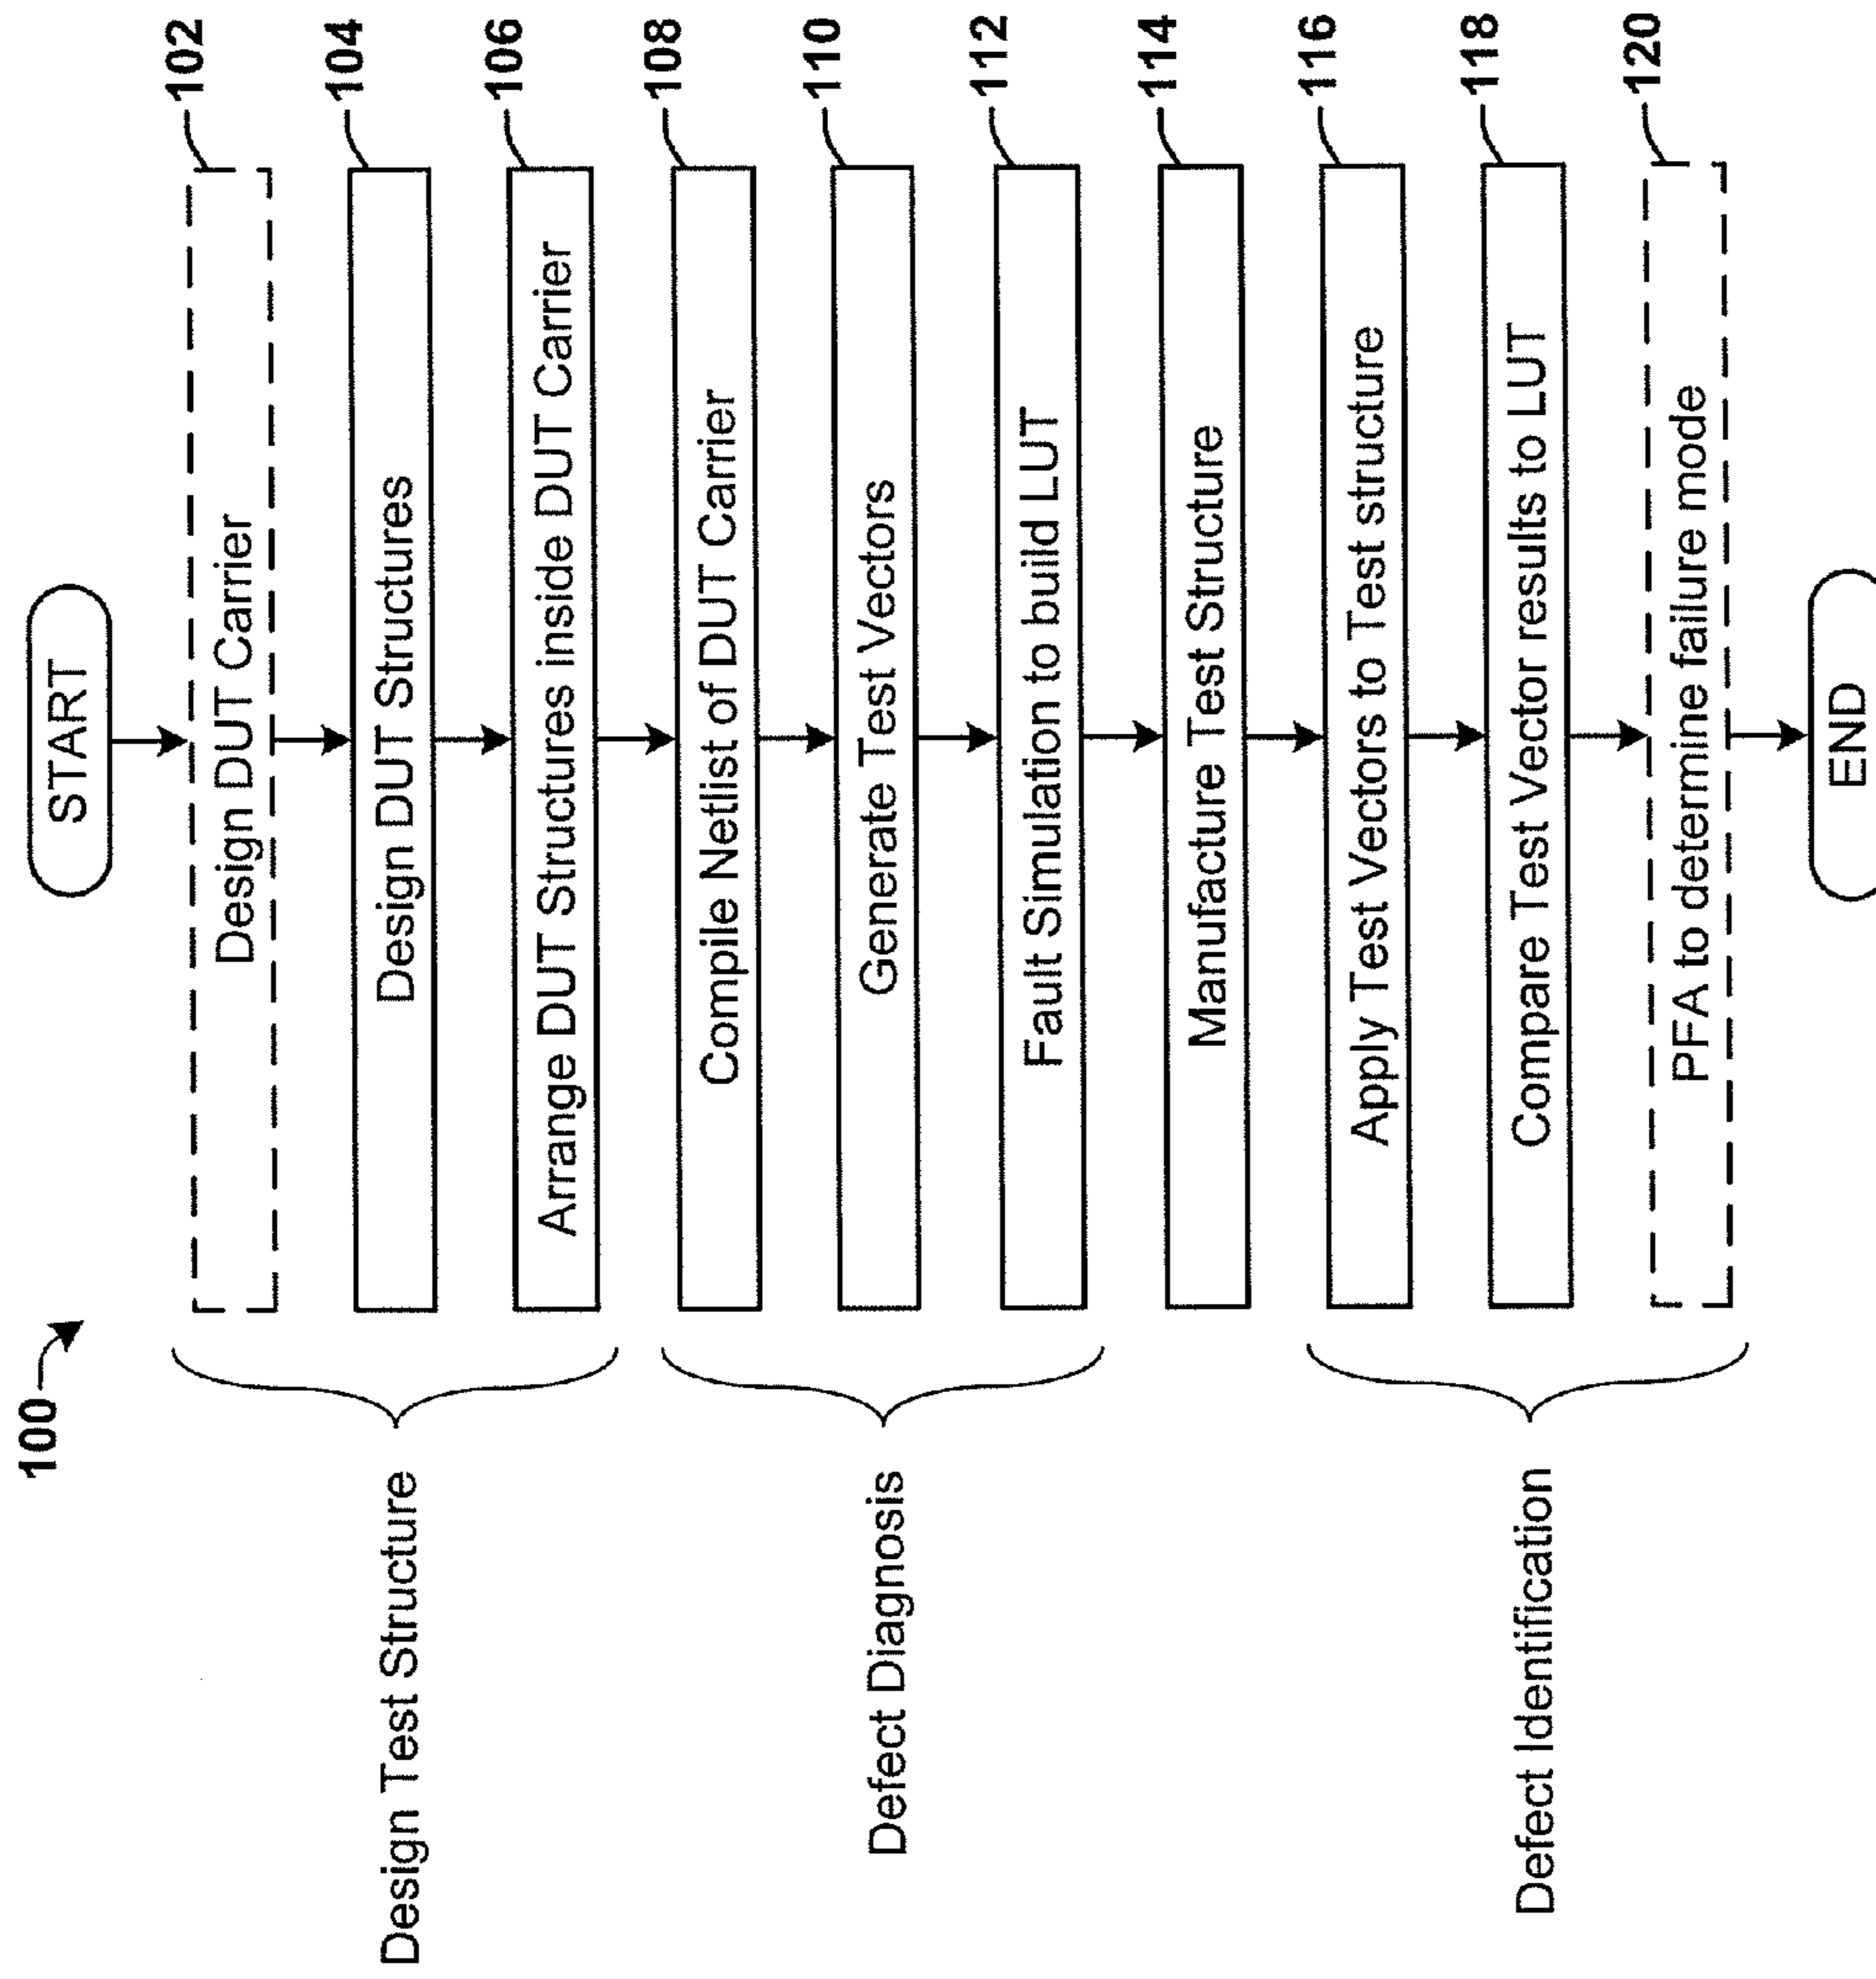 100
START
Design DUT Carrier
102
Design Test Structure
Design DUT Structures
104
Arrange DUT Structures inside DUT Carrier
106
Compile Netlist of DUT Carrier
108
Defect Diagnosis
Generate Test Vectors
110
Fault Simulation to build LUT
112
Manufacture Test Structure
114
Apply Test Vectors to Test structure
116
Defect Identification
Compare Test Vector results to LUT
118
PFA to determine failure mode
120
END